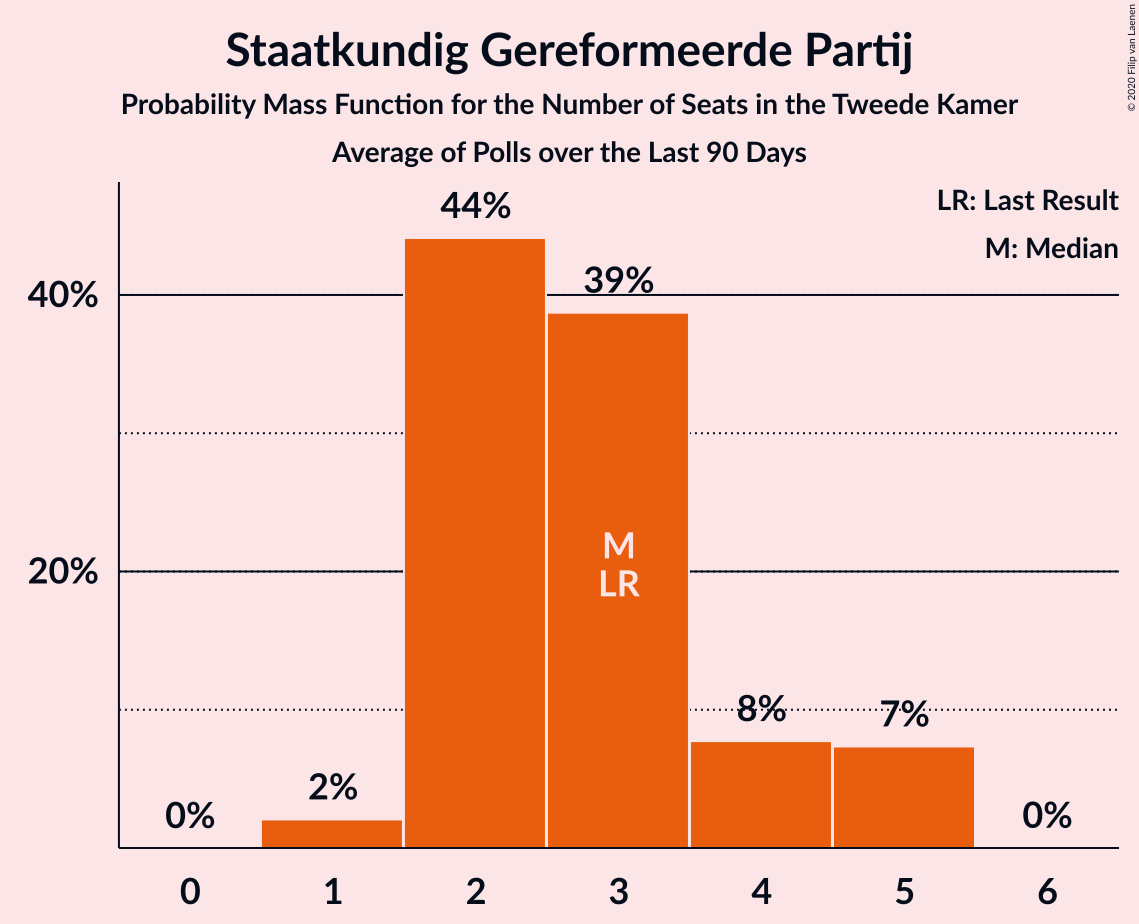 Staatkundig Gereformeerde Partij
Probability Mass Function for the Number of Seats in the Tweede Kamer
Average of Polls over the Last 90 Days
© 2020 Filip van Laenen
LR: Last Result
M: Median
44%
39%
40%
M
20%
LR
8%
7%
2%
0%
0%
0 1 2 3 4 5 6